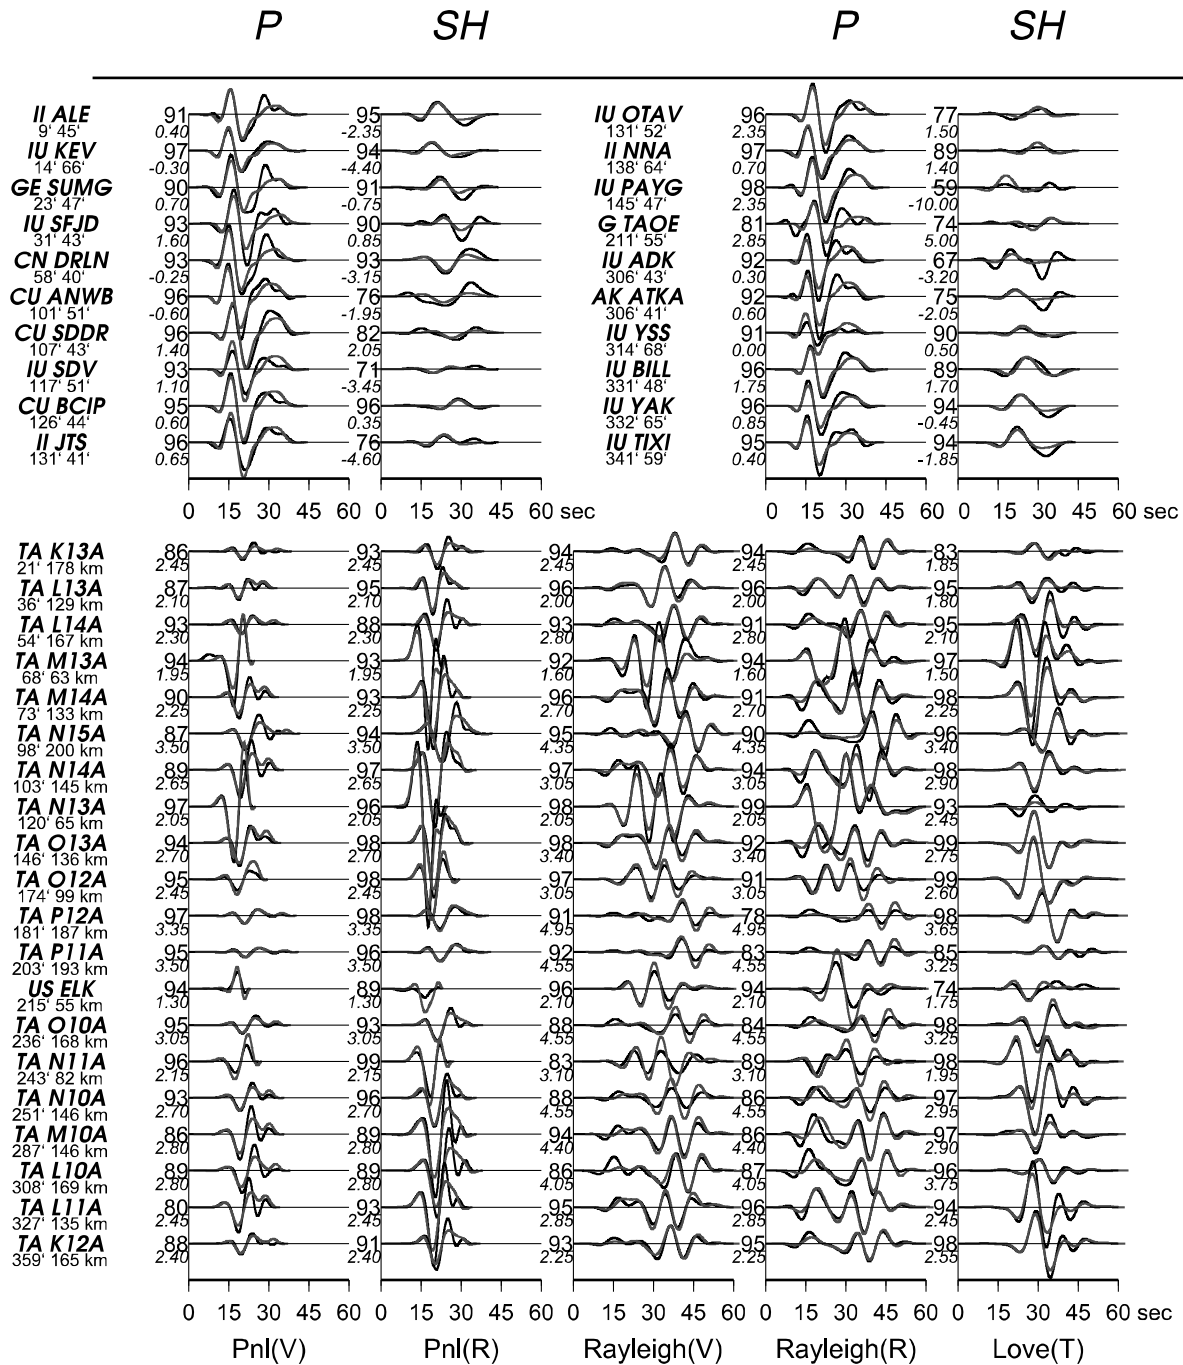 P SH P SH
II ALE 91 95 IU OTAV 96 77
9‘ 45‘ 0.40 -2.35 131‘ 52‘ 2.35 1.50
IU KEV 97 94 II NNA 97 89
14‘ 66‘ -0.30 -4.40 138‘ 64‘ 0.70 1.40
GE SUMG 90 91 IU PAYG 98 59
23‘ 47‘ 0.70 -0.75 145‘ 47‘ 2.35 -10.00
IU SFJD 93 90 G TAOE 81 74
31‘ 43‘ 1.60 0.85 211‘ 55‘ 2.85 5.00
CN DRLN 93 93 IU ADK 92 67
58‘ 40‘ -0.25 -3.15 306‘ 43‘ 0.30 -3.20
CU ANWB 96 76 AK ATKA 92 75
101‘ 51‘ -0.60 -1.95 306‘ 41‘ 0.60 -2.05
CU SDDR 96 82 IU YSS 91 90
107‘ 43‘ 1.40 2.05 314‘ 68‘ 0.00 0.50
IU SDV 93 71 IU BILL 96 89
117‘ 51‘ 1.10 -3.45 331‘ 48‘ 1.75 1.70
CU BCIP 95 96 IU YAK 96 94
126‘ 44‘ 0.60 0.35 332‘ 65‘ 0.85 -0.45
II JTS 96 76 IU TIXI 95 94
131‘ 41‘ 0.65 -4.60 341‘ 59‘ 0.40 -1.85
0 15 30 45 60 0 15 30 45 60 sec 0 15 30 45 60 0 15 30 45 60 sec
TA K13A 86 93 94 94 83
21‘ 178 km 2.45 2.45 2.45 2.45 1.85
TA L13A 87 95 96 96 95
36‘ 129 km 2.10 2.10 2.00 2.00 1.80
TA L14A 93 88 93 91 95
54‘ 167 km 2.30 2.30 2.80 2.80 2.10
TA M13A 94 93 92 94 97
68‘ 63 km 1.95 1.95 1.60 1.60 1.50
TA M14A 90 93 96 91 94
73‘ 133 km 2.25 2.25 2.70 2.70 2.25
TA N15A 87 94 95 90 96
98‘ 200 km 3.50 3.50 4.35 4.35 3.40
TA N14A 89 97 97 94 98
103‘ 145 km 2.65 2.65 3.05 3.05 2.90
TA N13A 97 96 98 99 93
120‘ 65 km 2.05 2.05 2.05 2.05 2.45
TA O13A 94 98 98 92 99
146‘ 136 km 2.70 2.70 3.40 3.40 2.75
TA O12A 95 98 97 91 99
174‘ 99 km 2.45 2.45 3.05 3.05 2.60
TA P12A 97 98 91 78 98
181‘ 187 km 3.35 3.35 4.95 4.95 3.65
TA P11A 95 96 92 83 85
203‘ 193 km 3.50 3.50 4.55 4.55 3.25
US ELK 94 89 96 94 74
215‘ 55 km 1.30 1.30 2.10 2.10 1.75
TA O10A 95 93 88 84 98
236‘ 168 km 3.05 3.05 4.55 4.55 3.25
TA N11A 96 99 83 89 98
243‘ 82 km 2.15 2.15 3.10 3.10 1.95
TA N10A 93 96 88 86 97
251‘ 146 km 2.70 2.70 4.55 4.55 2.95
TA M10A 86 89 94 86 97
287‘ 146 km 2.80 2.80 4.40 4.40 2.90
TA L10A 89 89 86 87 96
308‘ 169 km 2.80 2.80 4.05 4.05 3.75
TA L11A 80 93 95 96 94
327‘ 135 km 2.45 2.45 2.85 2.85 2.45
TA K12A 88 91 93 95 98
359‘ 165 km 2.40 2.40 2.25 2.25 2.55
0 15 30 45 60 0 15 30 45 60 0 15 30 45 60 0 15 30 45 60 0 15 30 45 60 sec
Pnl(V) Pnl(R) Rayleigh(V) Rayleigh(R) Love(T)